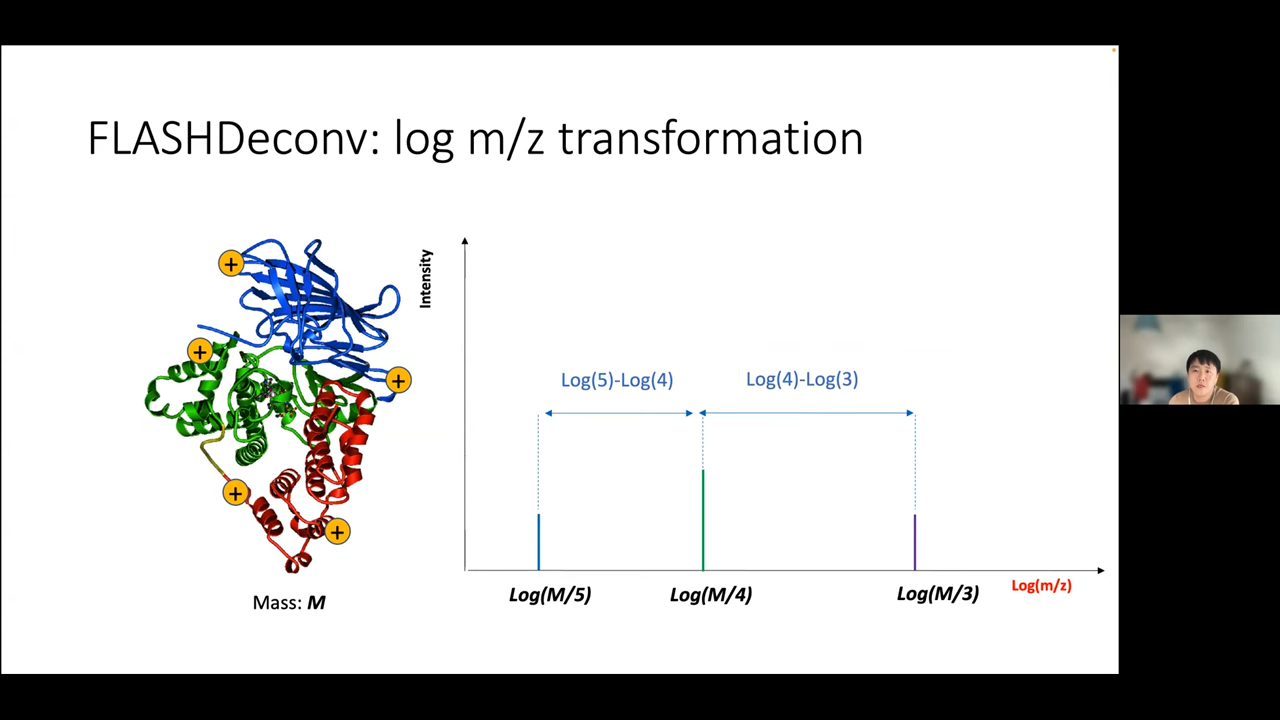 FLASHDeconv: log m/z transformation
+
+
+
+
+
Mass: M
Intensity
Log(5)-Log(4)
Log(4)-Log(3)
Log(M/5)
Log(M/4)
Log(M/3)
Log(m/z)